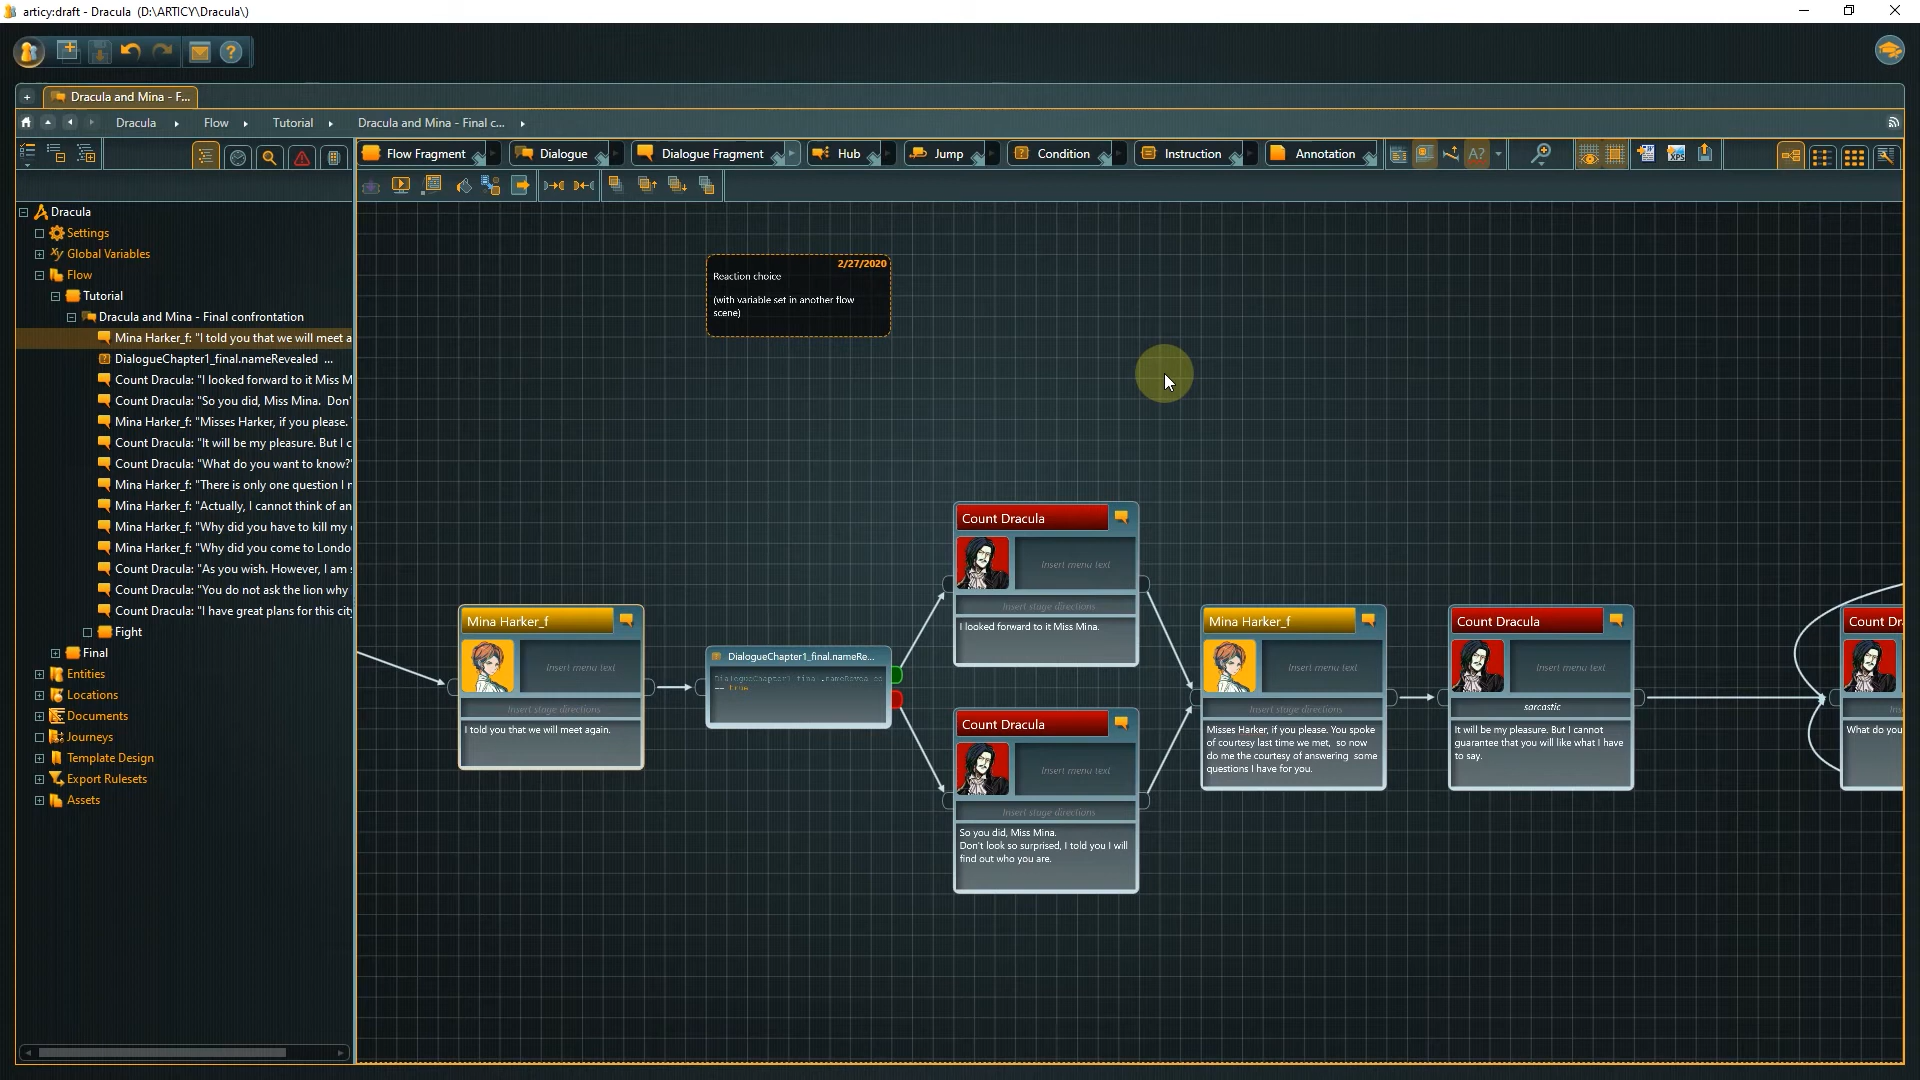 articy:draft - Dracula (D:\ARTICY\Dracula\)
+
Dracula and Mina - F...
Dracula
Flow
Tutorial
Dracula and Mina - Final c...
Flow Fragment
Dialogue
Dialogue Fragment
Hub
Jump
Condition
Instruction
Annotation
Dracula
Settings
Global Variables
Flow
Tutorial
Dracula and Mina - Final confrontation
Mina Harker_f: "I told you that we will meet a
DialogueChapter1_final.nameRevealed ...
Count Dracula: "I looked forward to it Miss M
Count Dracula: "So you did, Miss Mina. Don'
Mina Harker_f: "Misses Harker, if you please.
Count Dracula: "It will be my pleasure. But I c
Count Dracula: "What do you want to know?"
Mina Harker_f: "There is only one question I r
Mina Harker_f: "Actually, I cannot think of an
Mina Harker_f: "Why did you have to kill my
Mina Harker_f: "Why did you come to Londo
Count Dracula: "As you wish. However, I am
Count Dracula: "You do not ask the lion why
Count Dracula: "I have great plans for this city
Fight
Final
Entities
Locations
Documents
Journeys
Template Design
Export Rulesets
Assets
2/27/2020
Reaction choice
(with variable set in another flow
scene)
Mina Harker_f
Insert menu text
Insert stage directions
I told you that we will meet again.
DialogueChapter1_final.nameRe...
== true
Count Dracula
Insert menu text
Insert stage directions
I looked forward to it Miss Mina.
Count Dracula
Insert menu text
Insert stage directions
So you did, Miss Mina.
Don't look so surprised, I told you I will
find out who you are.
Mina Harker_f
Insert menu text
Insert stage directions
Misses Harker, if you please. You spoke
of courtesy last time we met, so now
do me the courtesy of answering some
questions I have for you.
Count Dracula
Insert menu text
sarcastic
It will be my pleasure. But I cannot
guarantee that you will like what I have
to say.
Count Dr
Ins
What do you